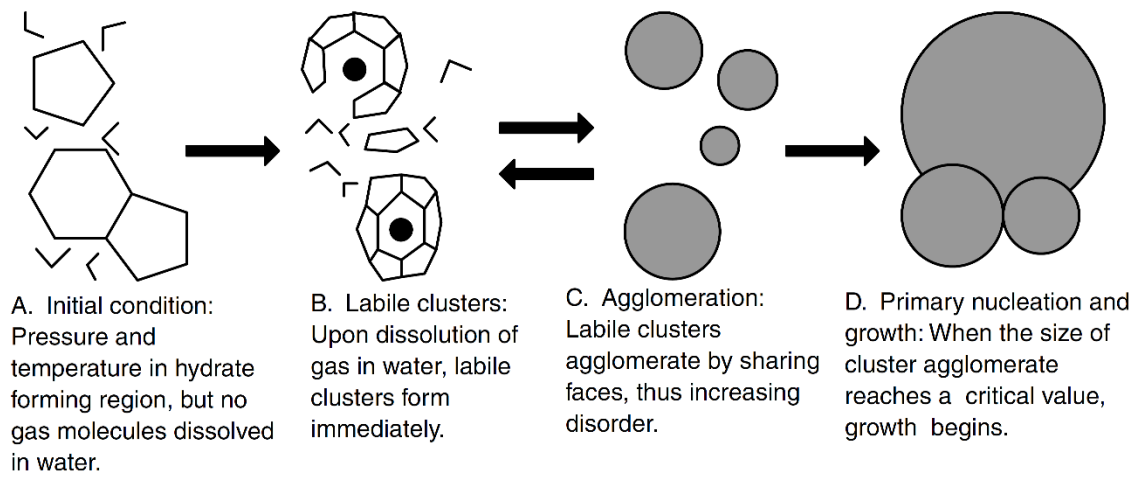 A. Initial condition:
Pressure and
temperature in hydrate
forming region, but no
gas molecules dissolved
in water.
B. Labile clusters:
Upon dissolution of
gas in water, labile
clusters form
immediately.
C. Agglomeration:
Labile clusters
agglomerate by sharing
faces, thus increasing
disorder.
D. Primary nucleation and
growth: When the size of
cluster agglomerate
reaches a critical value,
growth begins.